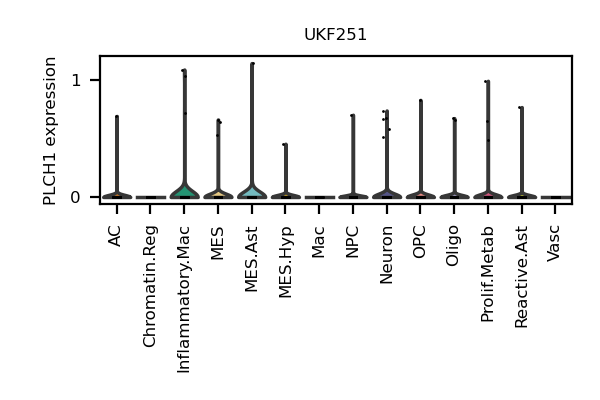 UKF251
PLCH1 expression
1
0
AC
Chromatin.Reg
Inflammatory.Mac
MES
MES.Ast
MES.Hyp
Mac
NPC
Neuron
OPC
Oligo
Prolif.Metab
Reactive.Ast
Vasc